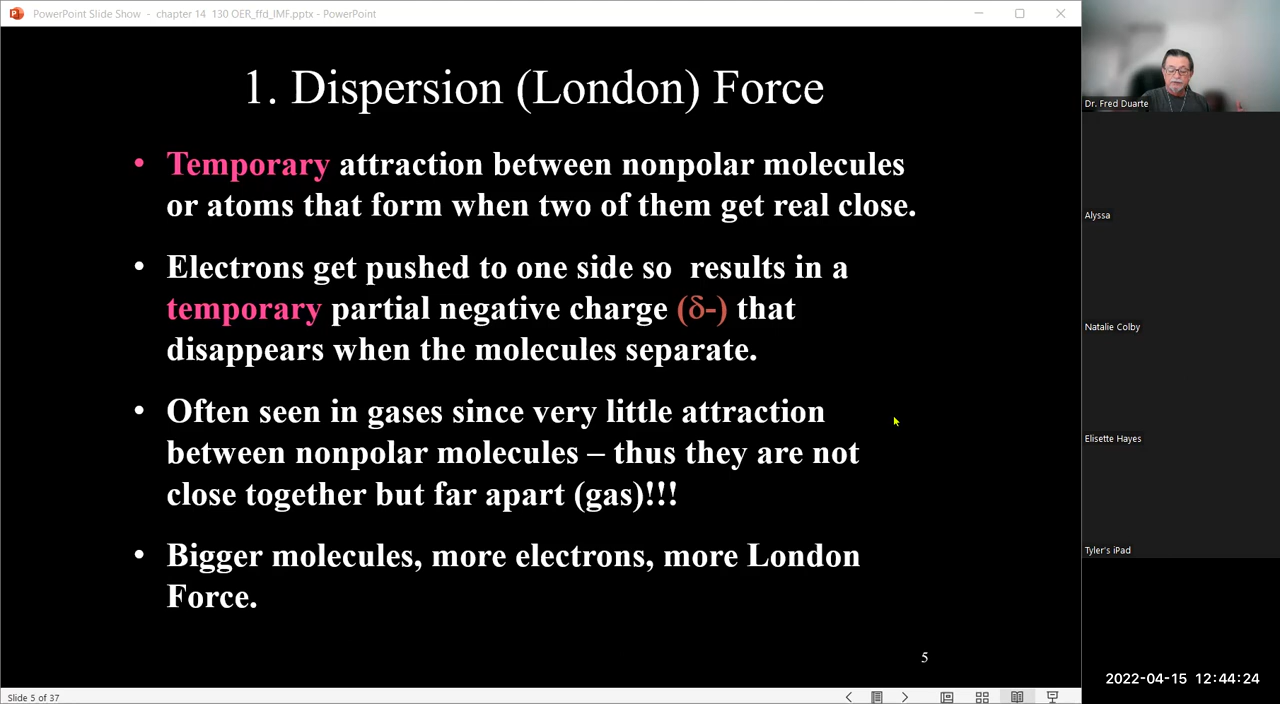 PowerPoint Slide Show - chapter 14 130 OER_ffd_IMF.pptx - PowerPoint
1. Dispersion (London) Force
• Temporary attraction between nonpolar molecules
or atoms that form when two of them get real close.
• Electrons get pushed to one side so results in a
temporary partial negative charge (δ-) that
disappears when the molecules separate.
• Often seen in gases since very little attraction
between nonpolar molecules – thus they are not
close together but far apart (gas)!!!
• Bigger molecules, more electrons, more London
Force.
5
Slide 5 of 37
Dr. Fred Duarte
Alyssa
Natalie Colby
Elisette Hayes
Tyler's iPad
2022-04-15 12:44:24